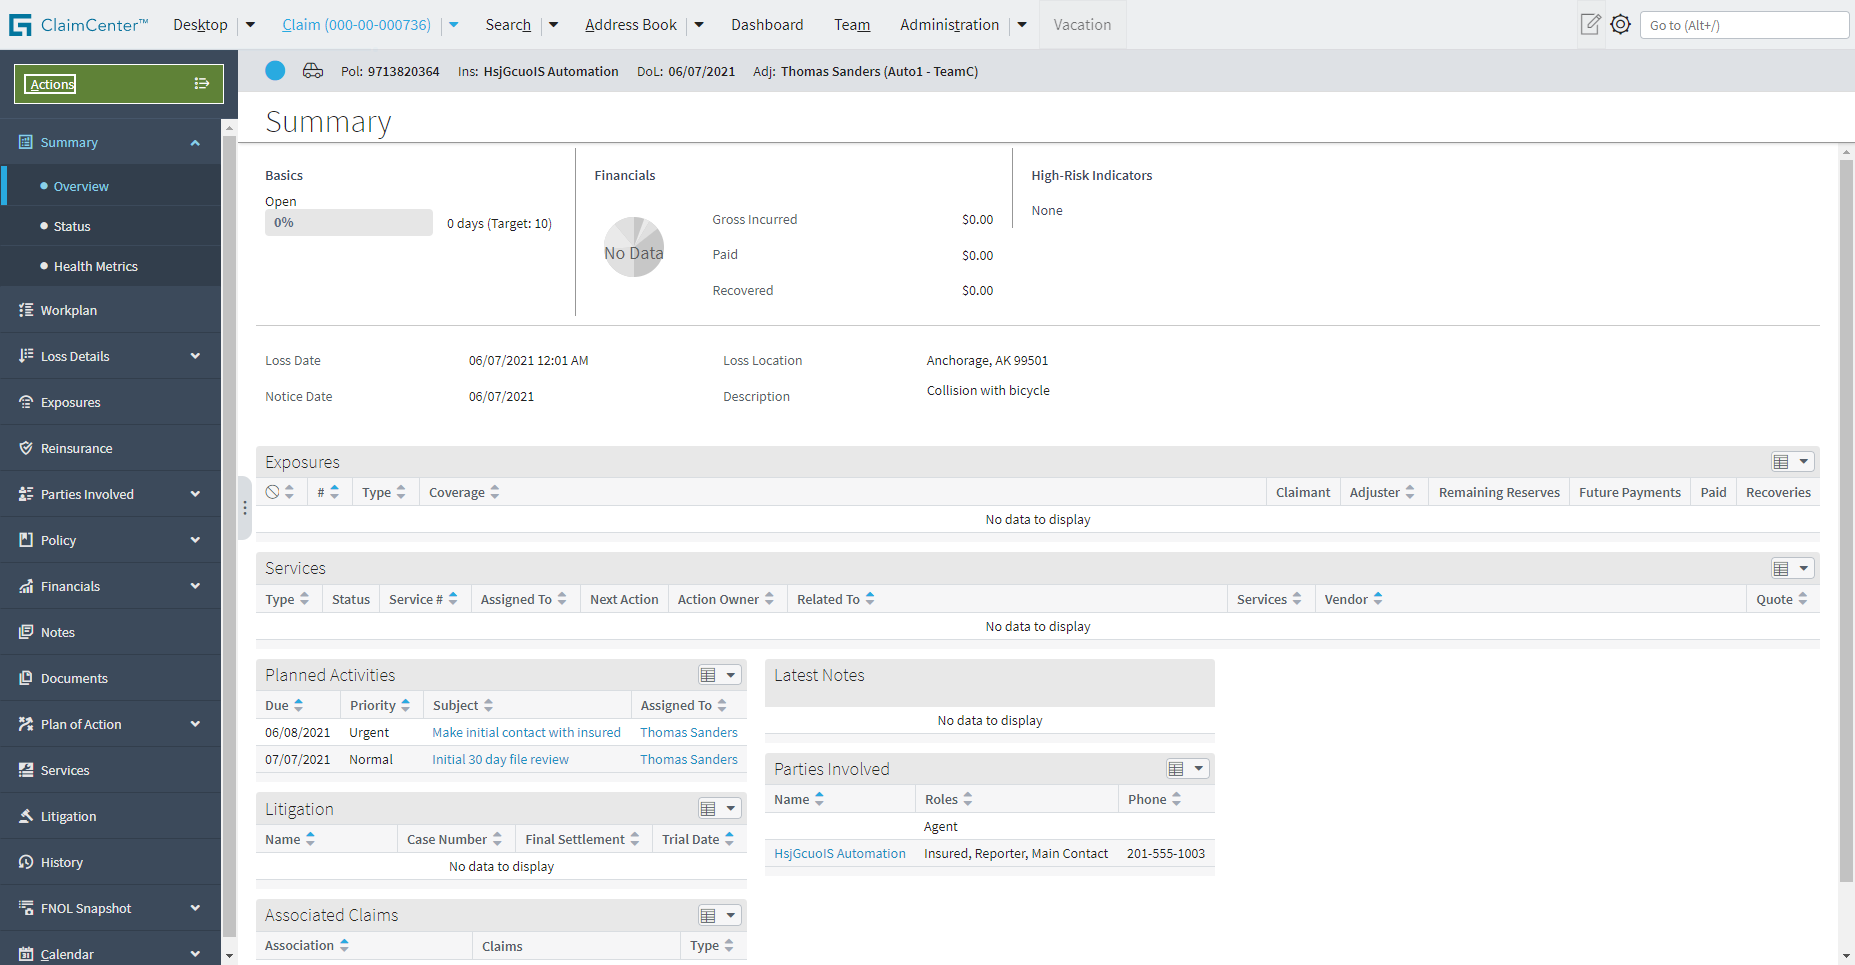 ClaimCenter™ Desktop Claim (000-00-000736) Search Address Book Dashboard Team Administration Vacation Go to (Alt+/)
Actions
Pol: 9713820364 Ins: HsjGcuoIS Automation DoL: 06/07/2021 Adj: Thomas Sanders (Auto1 - TeamC)
Summary
Overview
Status
Health Metrics
Workplan
Loss Details
Exposures
Reinsurance
Parties Involved
Policy
Financials
Notes
Documents
Plan of Action
Services
Litigation
History
FNOL Snapshot
Calendar
Summary
Basics
Open
0% 0 days (Target: 10)
Financials
No Data
Gross Incurred $0.00
Paid $0.00
Recovered $0.00
High-Risk Indicators
None
Loss Date 06/07/2021 12:01 AM Loss Location Anchorage, AK 99501
Notice Date 06/07/2021 Description Collision with bicycle
Exposures
# Type Coverage Claimant Adjuster Remaining Reserves Future Payments Paid Recoveries
No data to display
Services
Type Status Service # Assigned To Next Action Action Owner Related To Services Vendor Quote
No data to display
Planned Activities
Due Priority Subject Assigned To
06/08/2021 Urgent Make initial contact with insured Thomas Sanders
07/07/2021 Normal Initial 30 day file review Thomas Sanders
Litigation
Name Case Number Final Settlement Trial Date
No data to display
Associated Claims
Association Claims Type
Latest Notes
No data to display
Parties Involved
Name Roles Phone
Agent
HsjGcuoIS Automation Insured, Reporter, Main Contact 201-555-1003